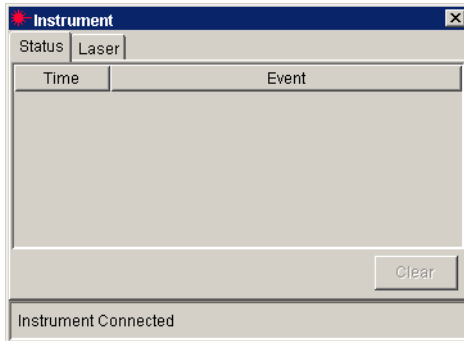 Instrument
Status Laser
Time Event
Clear
Instrument Connected